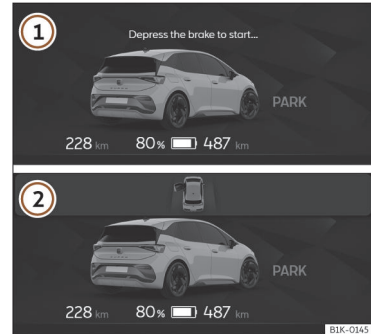 1
Depress the brake to start...
PARK
228 km 80% 487 km
2
PARK
228 km 80% 487 km
B1K-0145